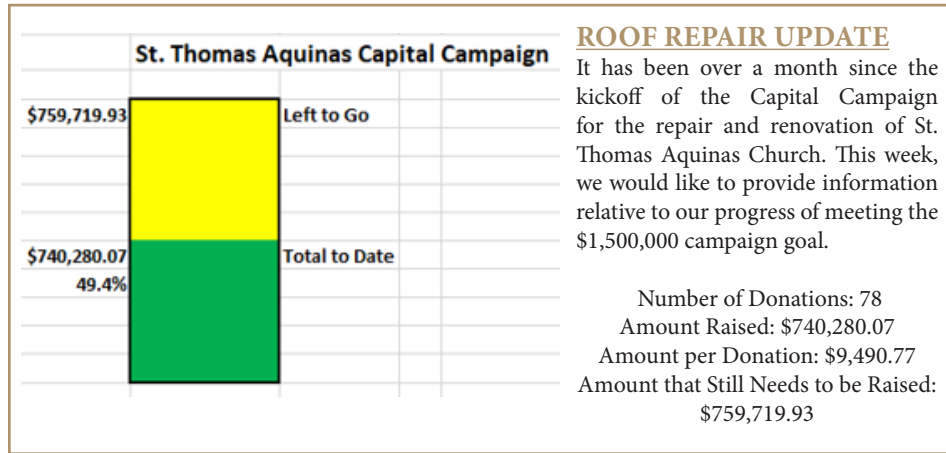 St. Thomas Aquinas Capital Campaign
$759,719.93 Left to Go
$740,280.07 Total to Date
49.4%
ROOF REPAIR UPDATE
It has been over a month since the
kickoff of the Capital Campaign
for the repair and renovation of St.
Thomas Aquinas Church. This week,
we would like to provide information
relative to our progress of meeting the
$1,500,000 campaign goal.
Number of Donations: 78
Amount Raised: $740,280.07
Amount per Donation: $9,490.77
Amount that Still Needs to be Raised:
$759,719.93